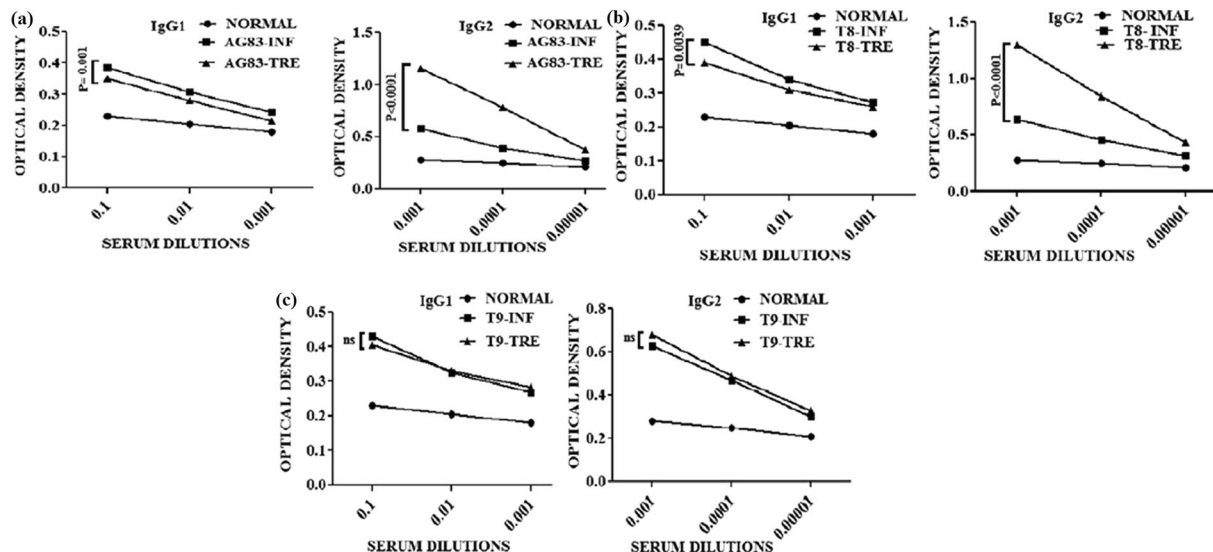 (a)
IgG1
NORMAL
AG83-INF
AG83-TRE
P= 0.001
OPTICAL DENSITY
0.5
0.4
0.3
0.2
0.1
0.0
0.1
0.01
0.001
SERUM DILUTIONS
IgG2
NORMAL
AG83-INF
AG83-TRE
P<0.0001
OPTICAL DENSITY
1.5
1.0
0.5
0.0
0.001
0.0001
0.00001
SERUM DILUTIONS
(b)
IgG1
NORMAL
T8-INF
T8-TRE
P=0.0039
OPTICAL DENSITY
0.5
0.4
0.3
0.2
0.1
0.0
0.1
0.01
0.001
SERUM DILUTIONS
IgG2
NORMAL
T8-INF
T8-TRE
P<0.0001
OPTICAL DENSITY
1.5
1.0
0.5
0.0
0.001
0.0001
0.00001
SERUM DILUTIONS
(c)
IgG1
NORMAL
T9-INF
T9-TRE
ns
OPTICAL DENSITY
0.5
0.4
0.3
0.2
0.1
0.0
0.1
0.01
0.001
SERUM DILUTIONS
IgG2
NORMAL
T9-INF
T9-TRE
ns
OPTICAL DENSITY
0.8
0.6
0.4
0.2
0.0
0.001
0.0001
0.00001
SERUM DILUTIONS